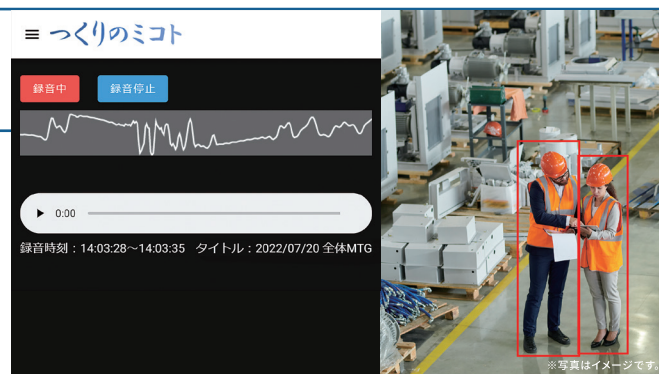 つくりのミコト
録音中 録音停止
0:00
録音時刻：14:03:28～14:03:35 タイトル：2022/07/20 全体MTG
※写真はイメージです。